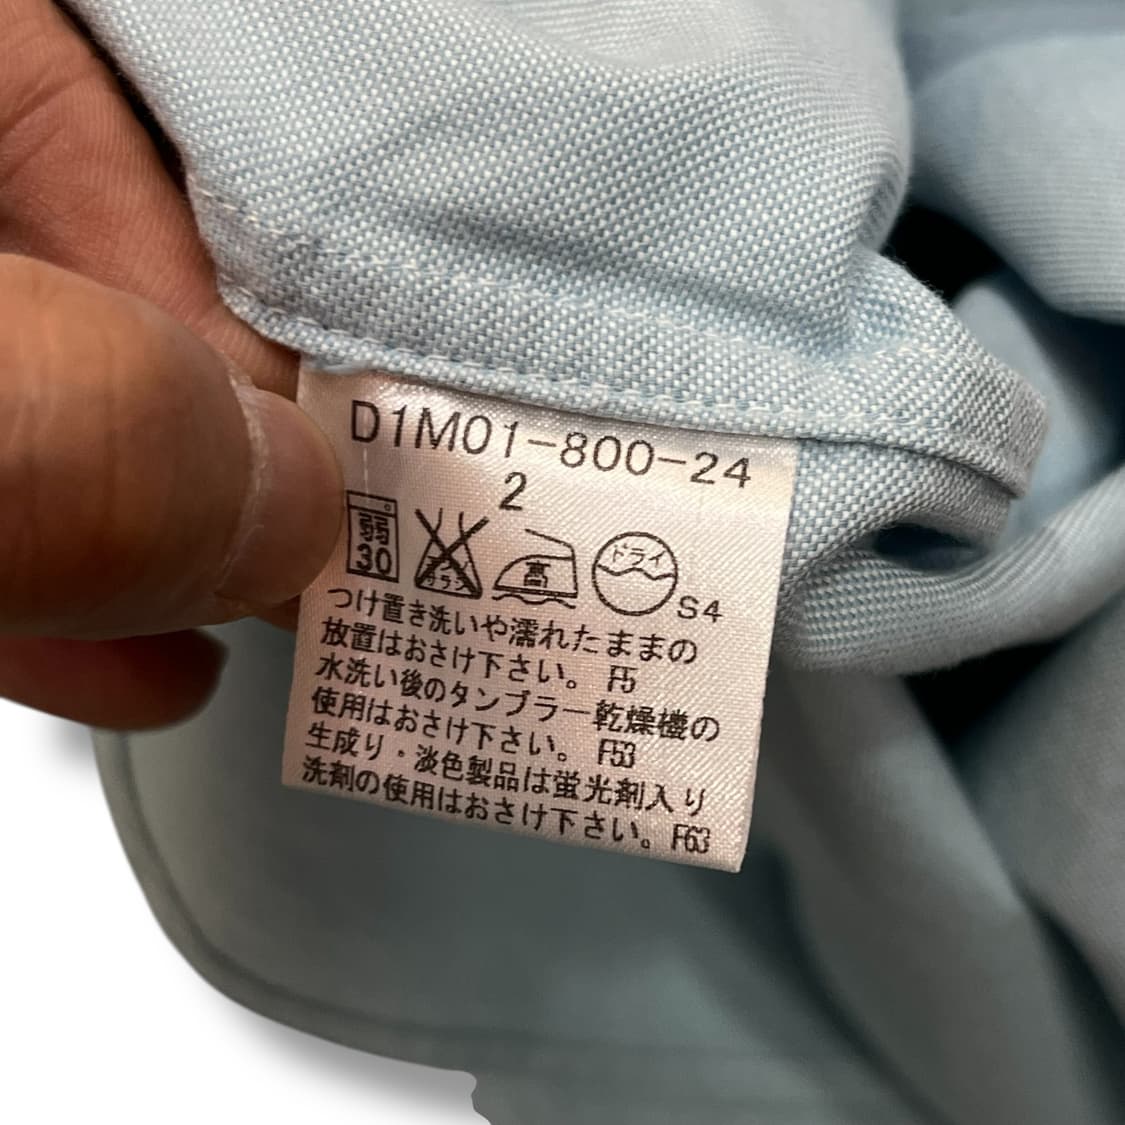 D1M01-800-24
2
弱
30
高
ドライ
S4
つけ置き洗いや濡れたままの
放置はおさけ下さい。 F5
水洗い後のタンブラー乾燥機の
使用はおさけ下さい。 F53
生成り・淡色製品は蛍光剤入り
洗剤の使用はおさけ下さい。F63